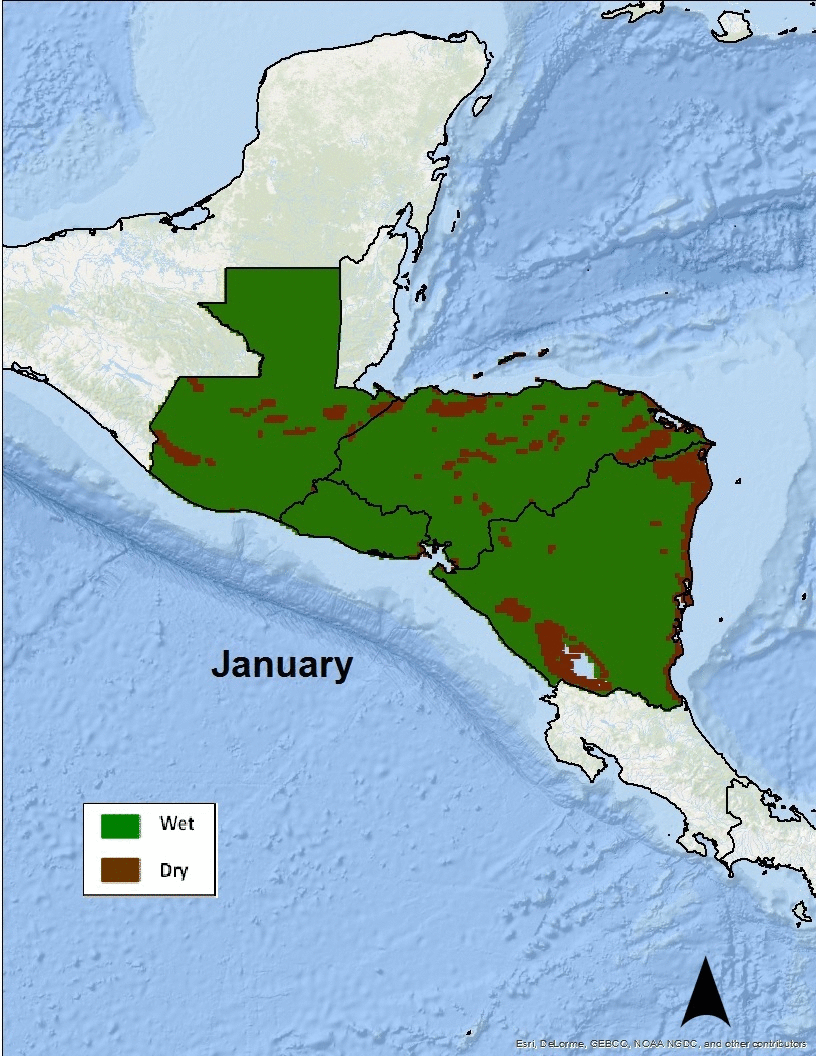 January
Wet
Dry
Esri, DeLorme, GEBCO, NOAA NGDC, and other contributors